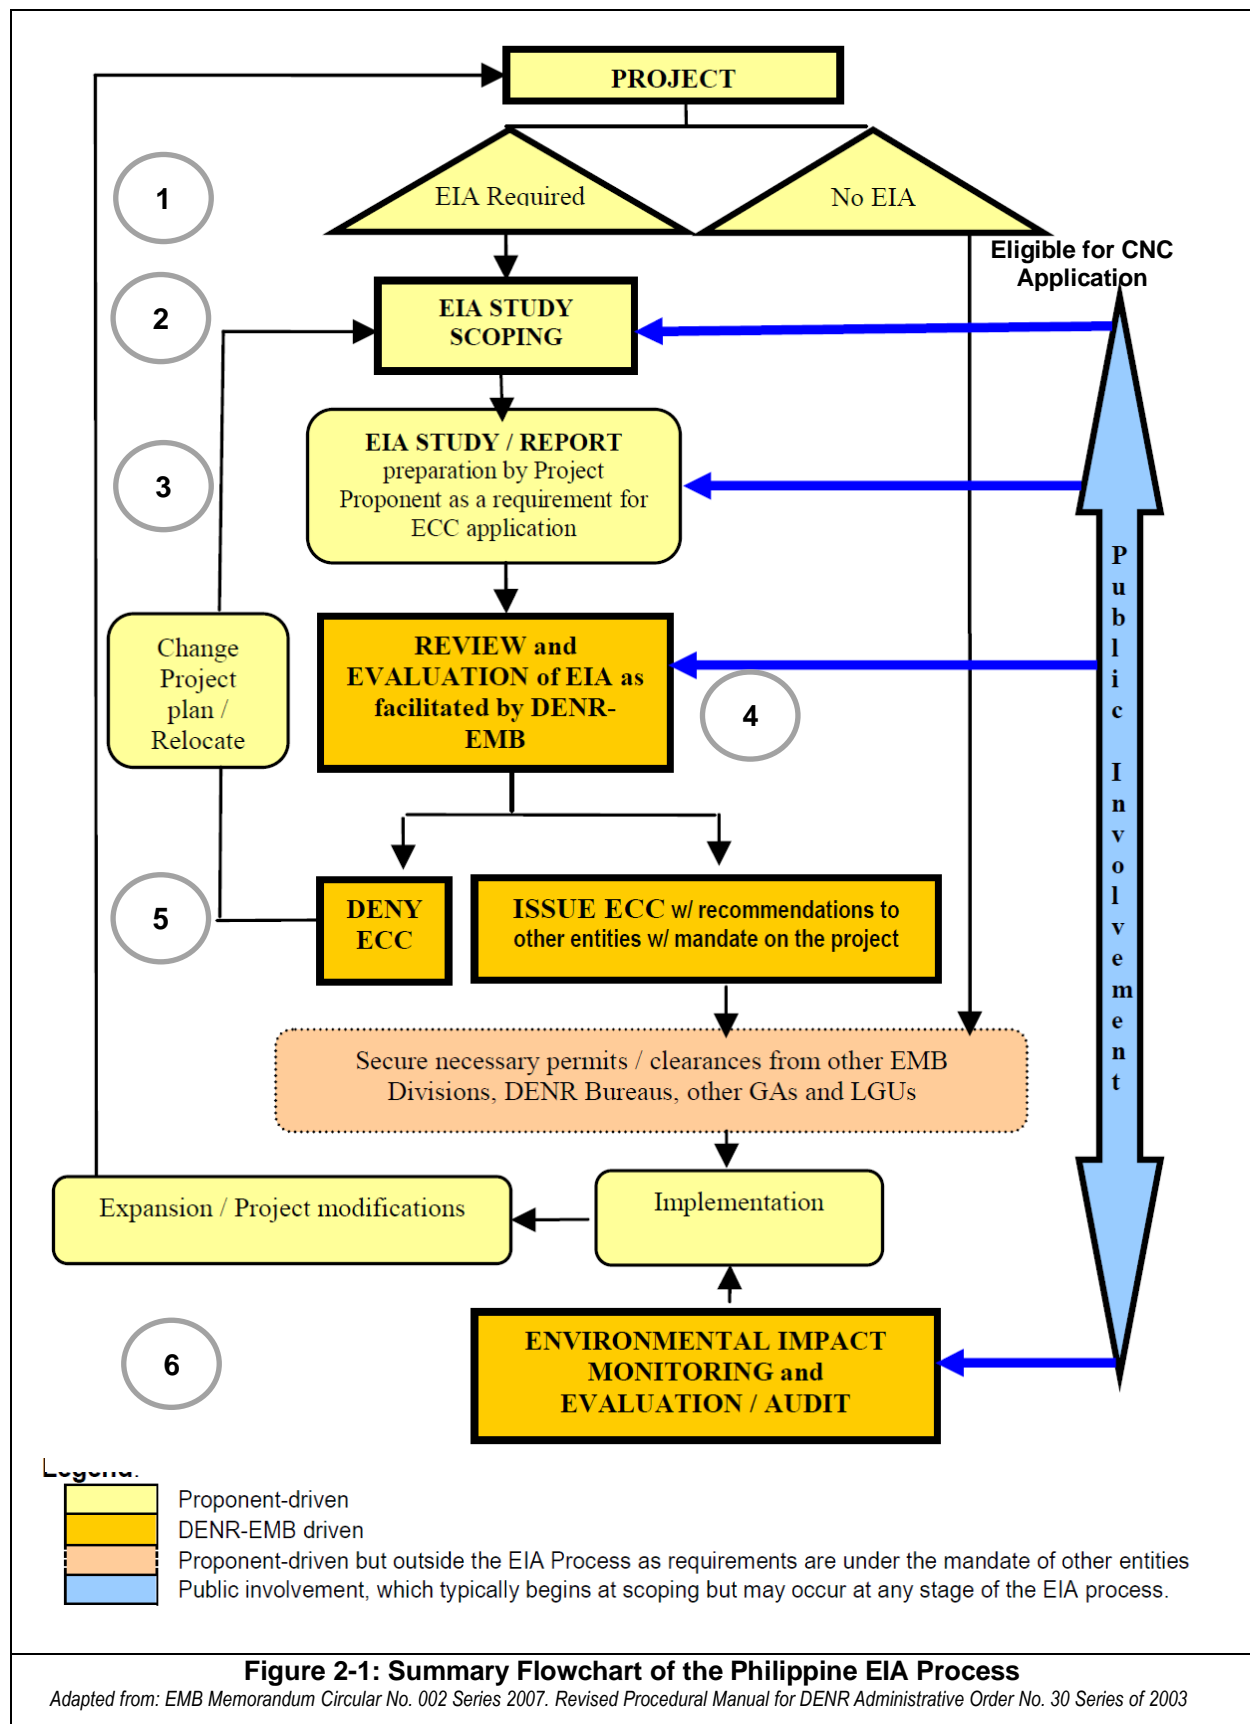 PROJECT
1
EIA Required
No EIA
Eligible for CNC
Application
2
EIA STUDY
SCOPING
3
EIA STUDY / REPORT
preparation by Project
Proponent as a requirement for
ECC application
Public Involvement
Change
Project
plan /
Relocate
REVIEW and
EVALUATION of EIA as
facilitated by DENR-
EMB
4
5
DENY
ECC
ISSUE ECC w/ recommendations to
other entities w/ mandate on the project
Secure necessary permits / clearances from other EMB
Divisions, DENR Bureaus, other GAs and LGUs
Expansion / Project modifications
Implementation
6
ENVIRONMENTAL IMPACT
MONITORING and
EVALUATION / AUDIT
Legend:
Proponent-driven
DENR-EMB driven
Proponent-driven but outside the EIA Process as requirements are under the mandate of other entities
Public involvement, which typically begins at scoping but may occur at any stage of the EIA process.
Figure 2-1: Summary Flowchart of the Philippine EIA Process
Adapted from: EMB Memorandum Circular No. 002 Series 2007. Revised Procedural Manual for DENR Administrative Order No. 30 Series of 2003